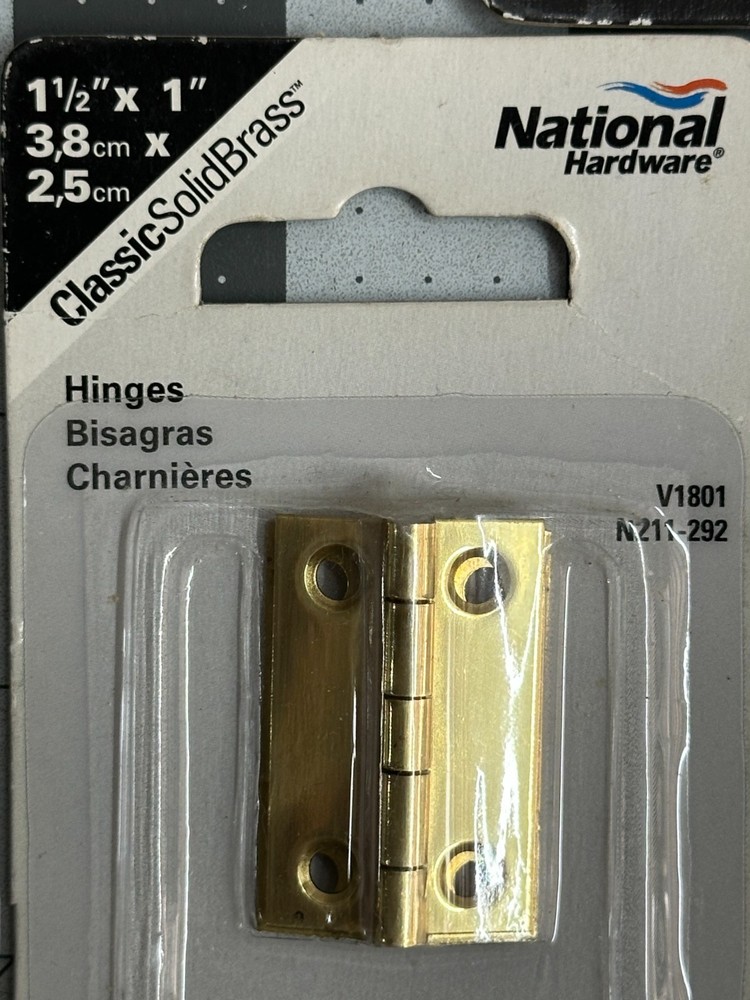 1½" x 1"
3,8cm x
2,5cm
ClassicSolidBrass™
National
Hardware®
Hinges
Bisagras
Charnières
V1801
N211-292